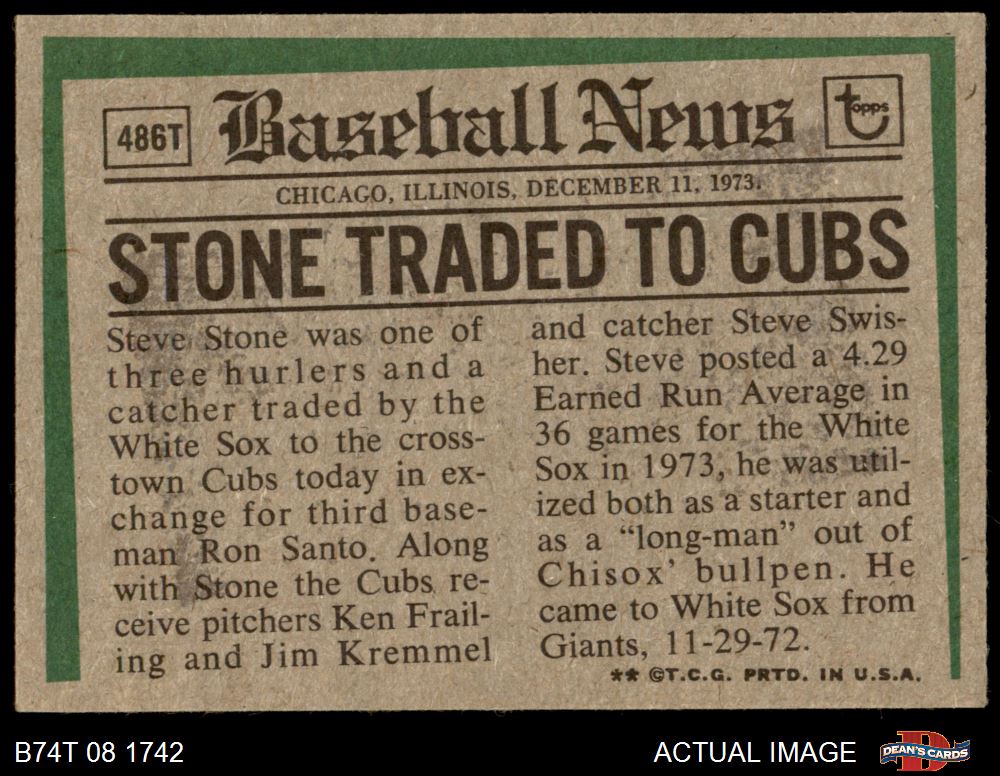 486T
Baseball News
topps
CHICAGO, ILLINOIS, DECEMBER 11, 1973.
STONE TRADED TO CUBS
Steve Stone was one of
three hurlers and a
catcher traded by the
White Sox to the cross-
town Cubs today in ex-
change for third base-
man Ron Santo. Along
with Stone the Cubs re-
ceive pitchers Ken Frail-
ing and Jim Kremmel
and catcher Steve Swis-
her. Steve posted a 4.29
Earned Run Average in
36 games for the White
Sox in 1973, he was util-
ized both as a starter and
as a "long-man" out of
Chisox' bullpen. He
came to White Sox from
Giants, 11-29-72.
** ©T.C.G. PRTD. IN U.S.A.
B74T 08 1742
ACTUAL IMAGE
DEAN'S CARDS